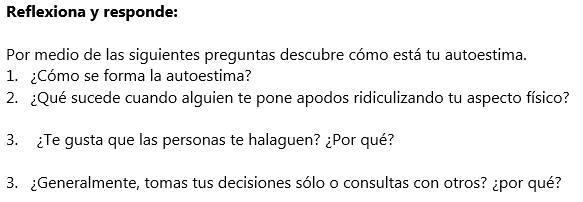 Reflexiona y responde:
Por medio de las siguientes preguntas descubre cómo está tu autoestima.
1. ¿Cómo se forma la autoestima?
2. ¿Qué sucede cuando alguien te pone apodos ridiculizando tu aspecto físico?
3. ¿Te gusta que las personas te halaguen? ¿Por qué?
3. ¿Generalmente, tomas tus decisiones sólo o consultas con otros? ¿por qué?